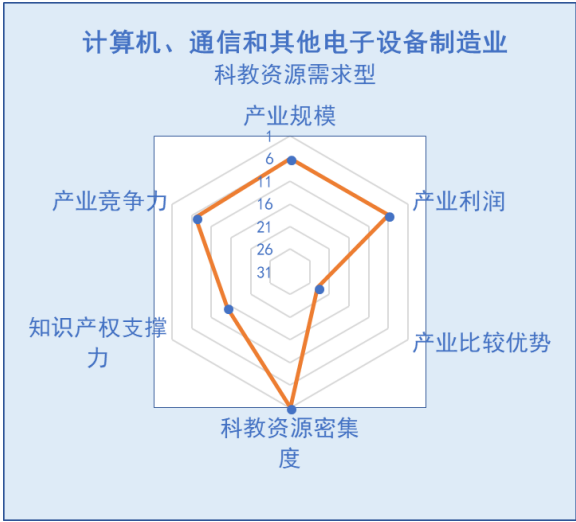 计算机、通信和其他电子设备制造业
科教资源需求型
产业规模
1
6
11
16
21
26
31
产业竞争力
产业利润
知识产权支撑
力
产业比较优势
科教资源密集
度